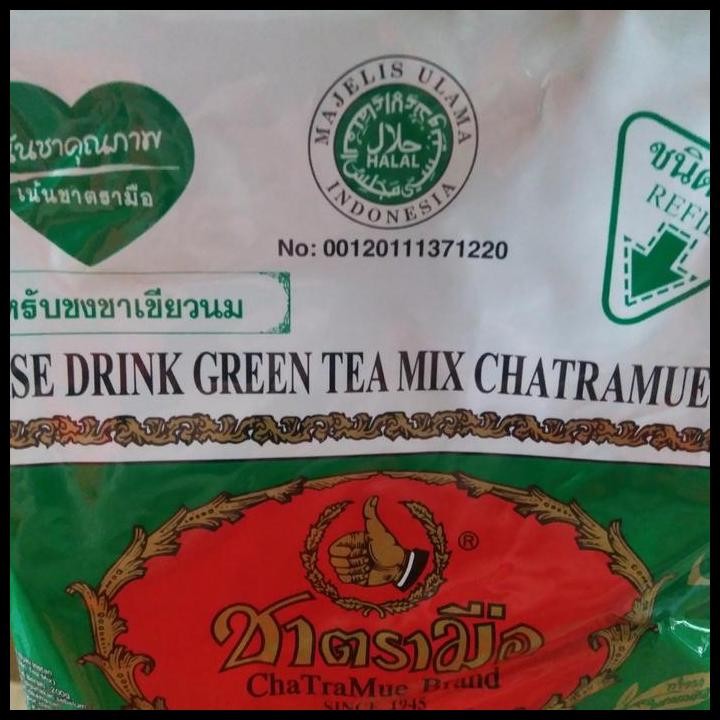 นชาคุณภาพ
เน้นชาตรามือ
MAJELIS ULAMA
حلال
HALAL
INDONESIA
No: 00120111371220
ชนิด
REFI
หรับชงชาเขียวนม
SE DRINK GREEN TEA MIX CHATRAMUE
®
ชาตรามือ
ChaTraMue Brand
SINCE 1945